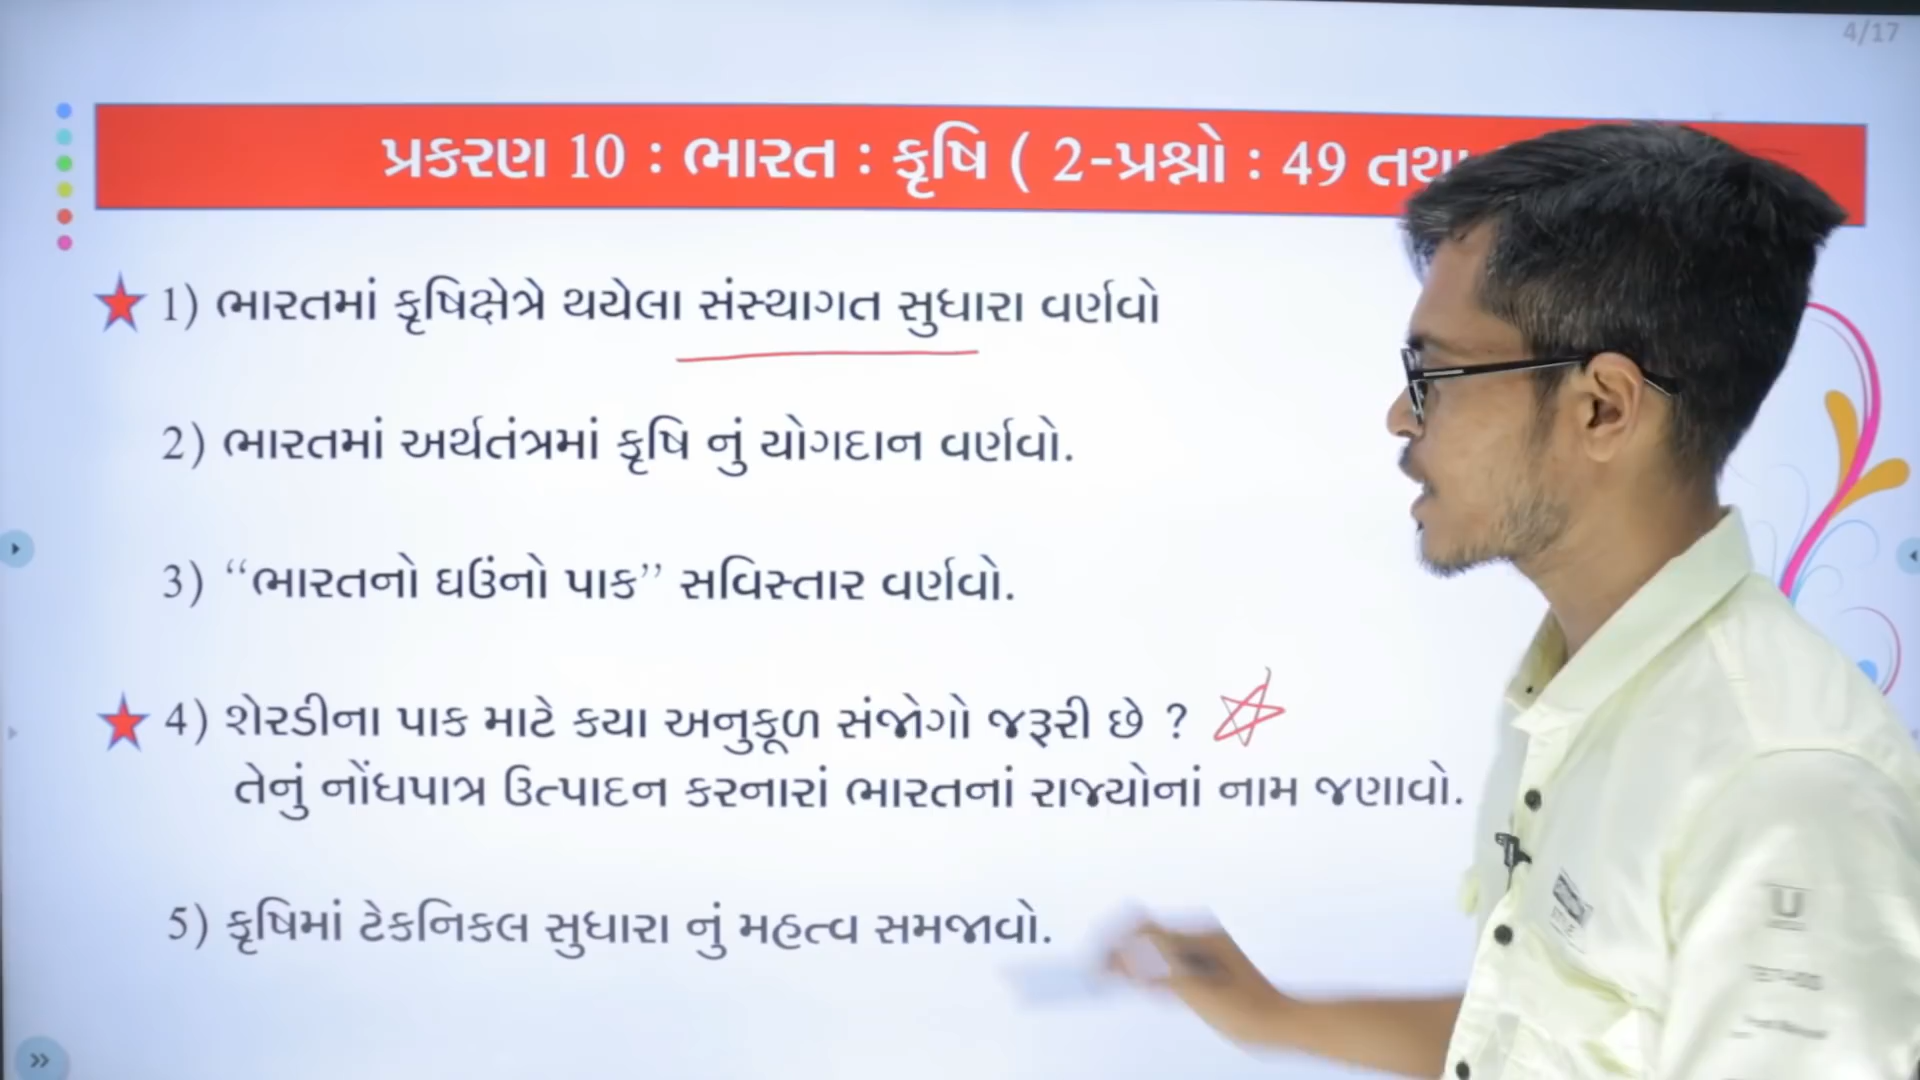 4/17
પ્રકરણ 10 : ભારત : કૃષિ ( 2-પ્રશ્નો : 49 તથા
1) ભારતમાં કૃષિક્ષેત્રે થયેલા સંસ્થાગત સુધારા વર્ણવો
2) ભારતમાં અર્થતંત્રમાં કૃષિ નું યોગદાન વર્ણવો.
3) “ભારતનો ઘઉંનો પાક” સવિસ્તાર વર્ણવો.
4) શેરડીના પાક માટે કયા અનુકૂળ સંજોગો જરૂરી છે ?
તેનું નોંધપાત્ર ઉત્પાદન કરનારાં ભારતનાં રાજ્યોનાં નામ જણાવો.
5) કૃષિમાં ટેકનિકલ સુધારા નું મહત્વ સમજાવો.
U